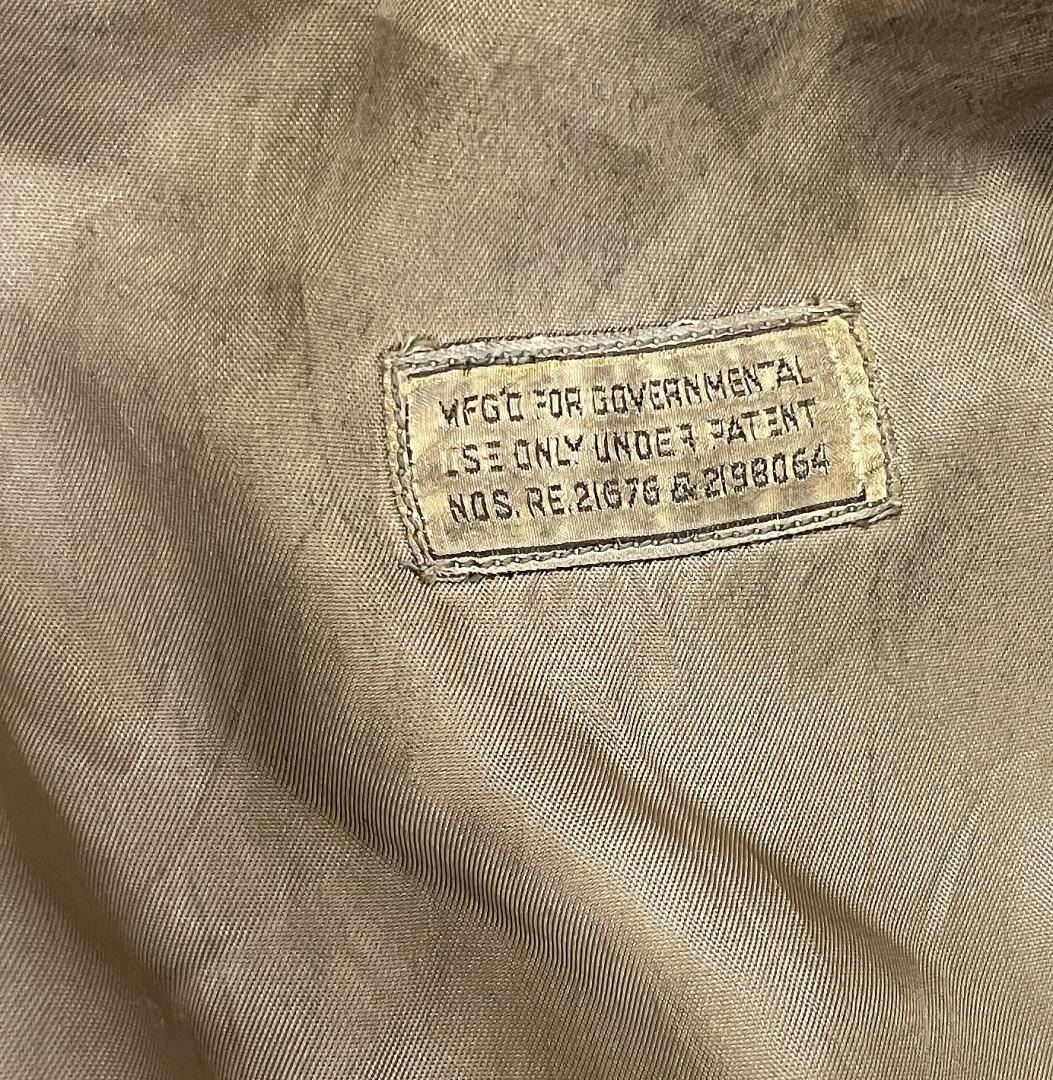 MFG'D FOR GOVERNMENTAL
USE ONLY UNDER PATENT
NOS. RE.21676 & 2198064